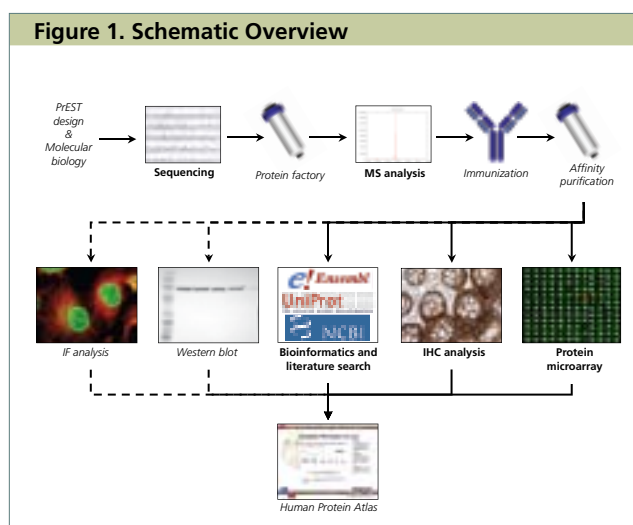 Figure 1. Schematic Overview
PrEST
design
&
Molecular
biology
Sequencing
Protein factory
MS analysis
Immunization
Affinity
purification
e! Ensembl
UniProt
NCBI
IF analysis
Western blot
Bioinformatics and
literature search
IHC analysis
Protein
microarray
Human Protein Atlas